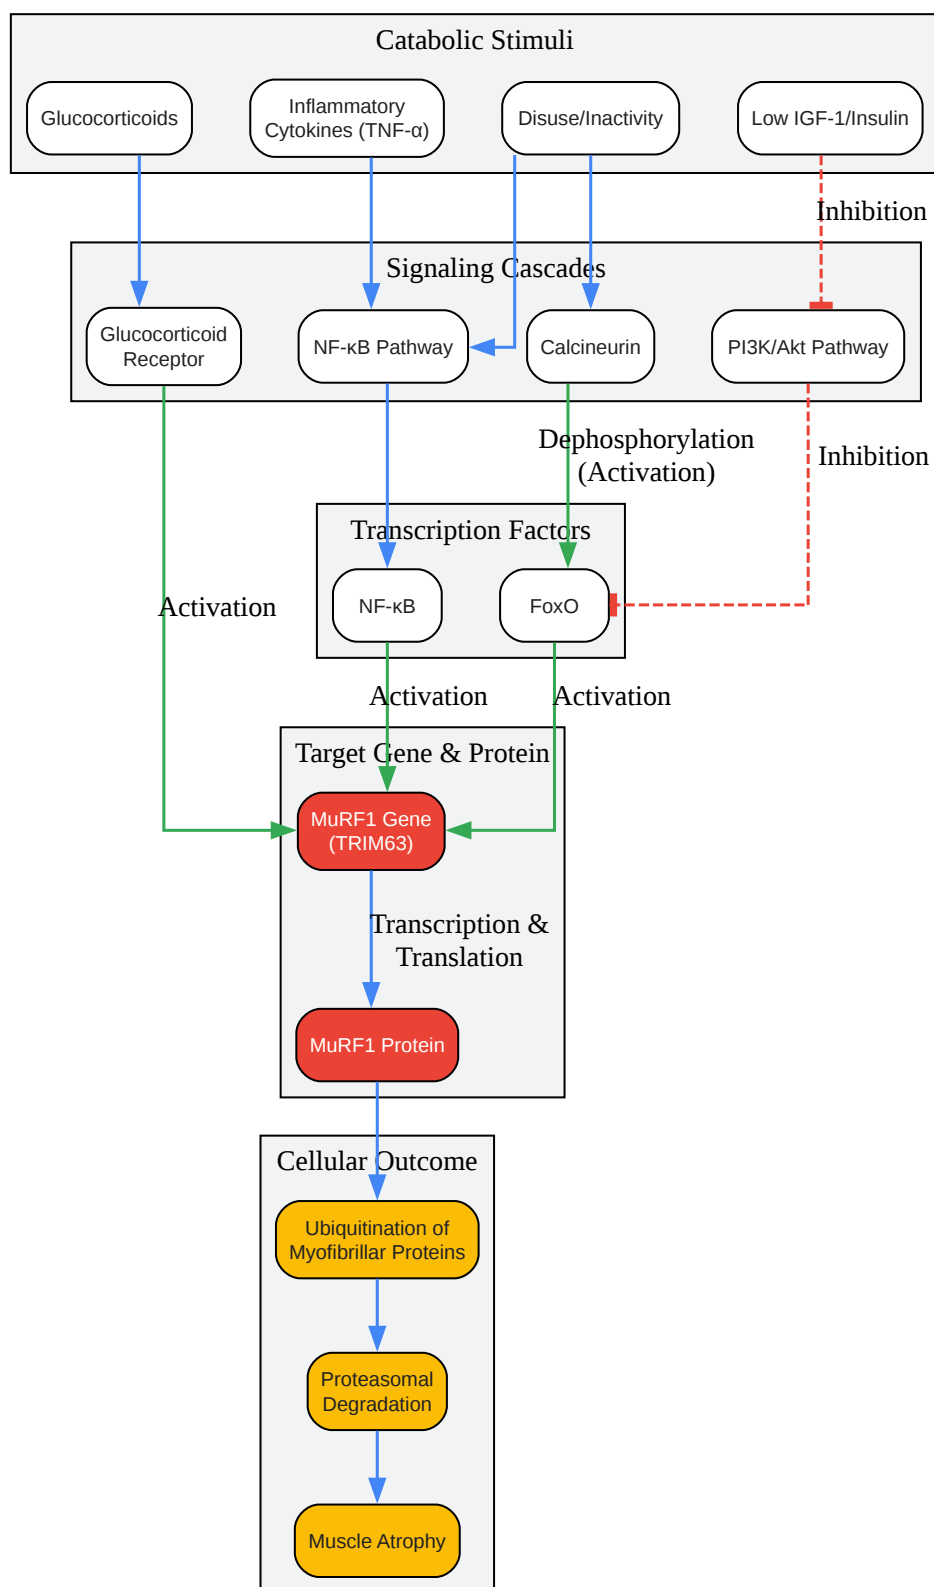 Catabolic Stimuli
Glucocorticoids
Inflammatory
Cytokines (TNF-α)
Disuse/Inactivity
Low IGF-1/Insulin
Inhibition
Signaling Cascades
Glucocorticoid
Receptor
NF-κB Pathway
Calcineurin
PI3K/Akt Pathway
Dephosphorylation
(Activation)
Inhibition
Transcription Factors
NF-κB
FoxO
Activation
Activation
Activation
Target Gene & Protein
MuRF1 Gene
(TRIM63)
Transcription &
Translation
MuRF1 Protein
Cellular Outcome
Ubiquitination of
Myofibrillar Proteins
Proteasomal
Degradation
Muscle Atrophy